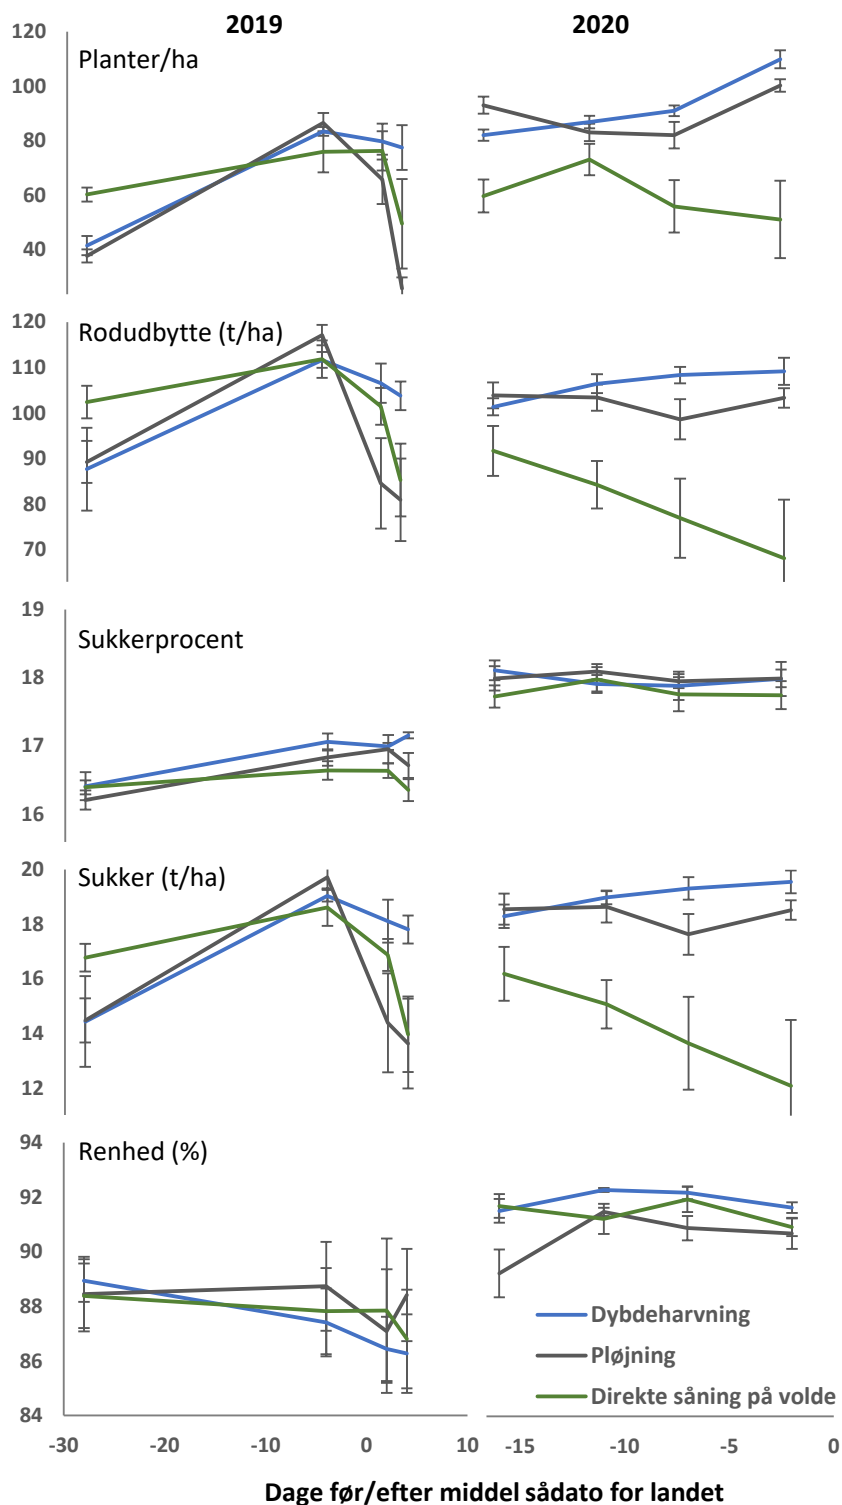 2019 2020
Planter/ha
120
100
80
60
40
Rodudbytte (t/ha)
120
110
100
90
80
70
Sukkerprocent
19
18
17
16
Sukker (t/ha)
20
18
16
14
12
Renhed (%)
94
92
90
88
86
84
Dybdeharvning
Pløjning
Direkte såning på volde
-30 -20 -10 0 10 -15 -10 -5 0
Dage før/efter middel sådato for landet